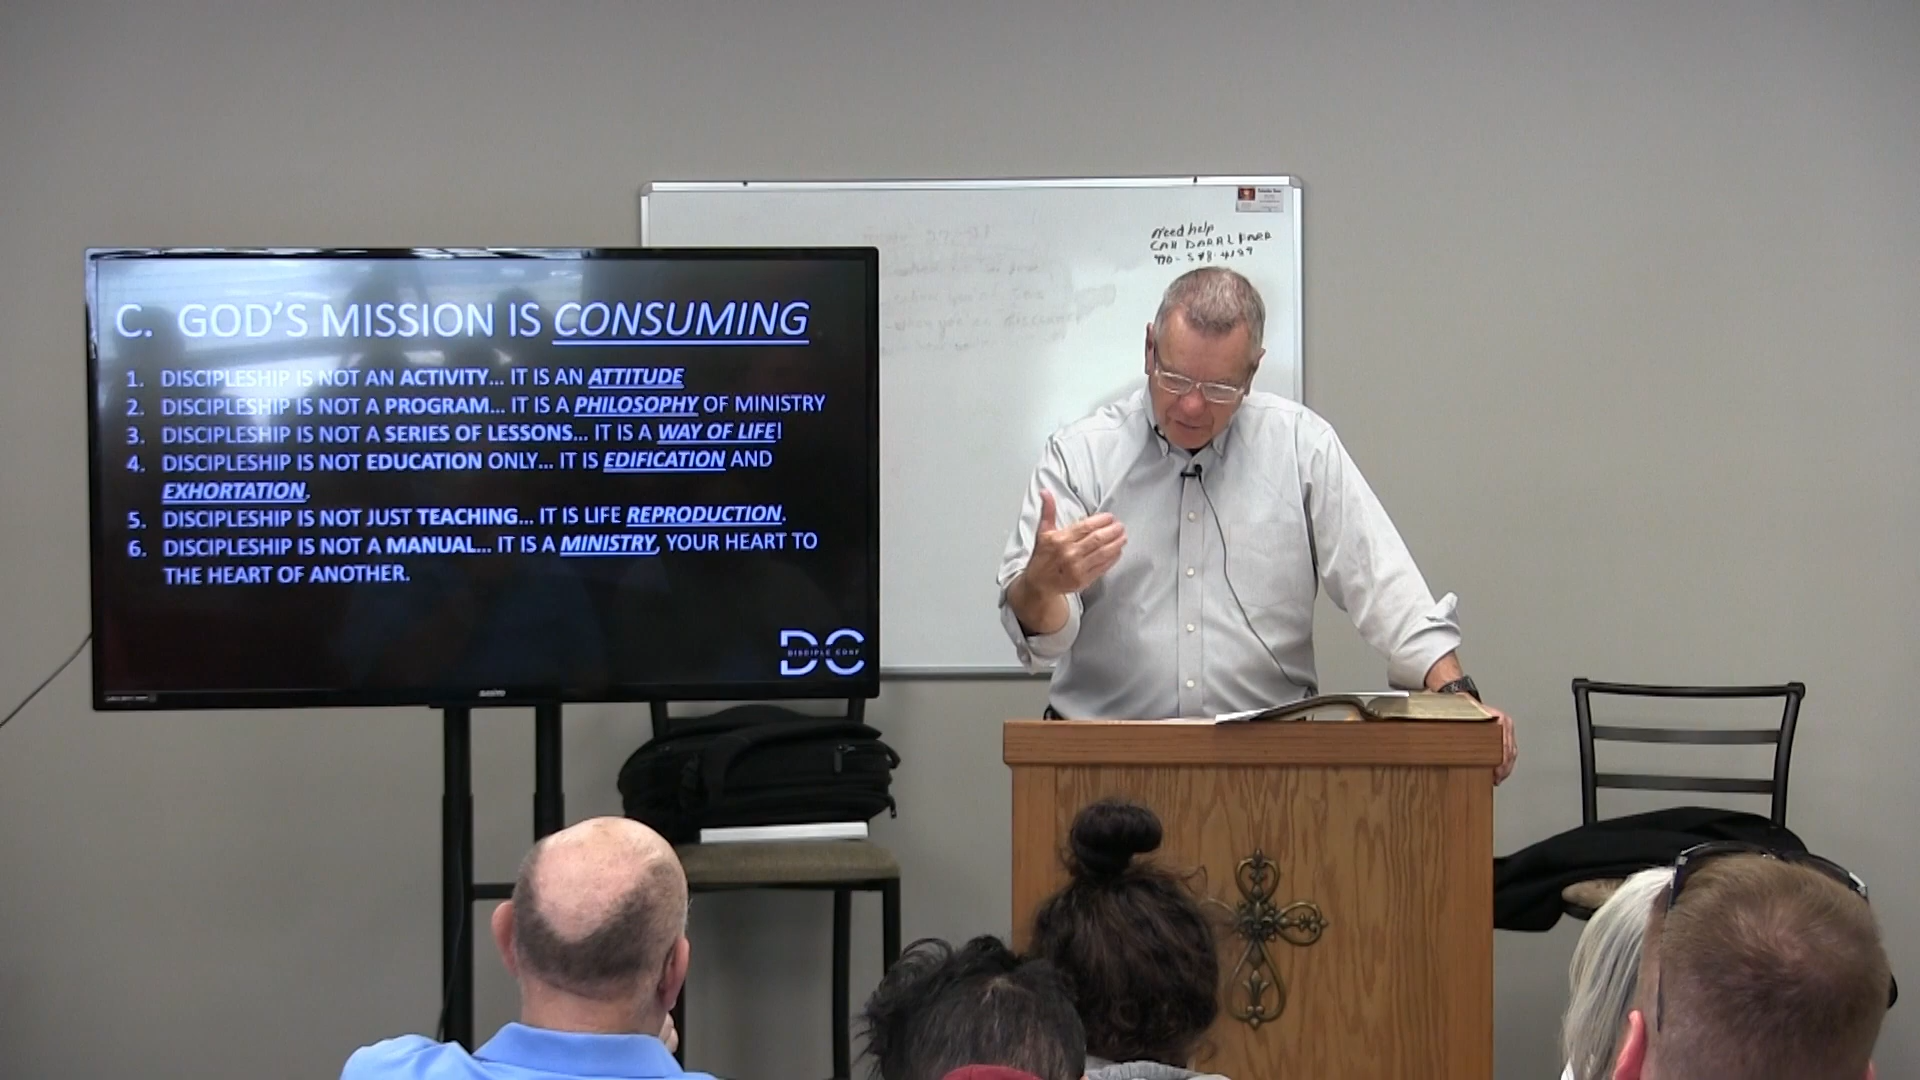 C. GOD'S MISSION IS CONSUMING
1. DISCIPLESHIP IS NOT AN ACTIVITY... IT IS AN ATTITUDE
2. DISCIPLESHIP IS NOT A PROGRAM... IT IS A PHILOSOPHY OF MINISTRY
3. DISCIPLESHIP IS NOT A SERIES OF LESSONS... IT IS A WAY OF LIFE!
4. DISCIPLESHIP IS NOT EDUCATION ONLY... IT IS EDIFICATION AND
EXHORTATION.
5. DISCIPLESHIP IS NOT JUST TEACHING... IT IS LIFE REPRODUCTION.
6. DISCIPLESHIP IS NOT A MANUAL... IT IS A MINISTRY, YOUR HEART TO
THE HEART OF ANOTHER.
DC
DISCIPLE CONF
SANYO
Need help
CALL DARAL FARR